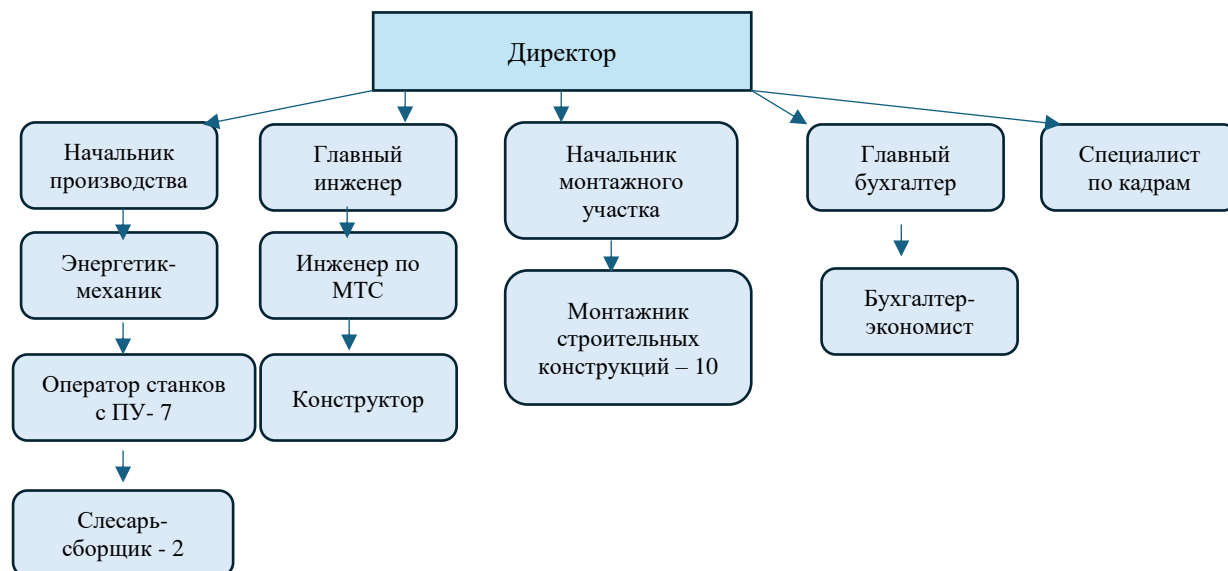 Директор
Начальник
производства
Главный
инженер
Начальник
монтажного
участка
Главный
бухгалтер
Специалист
по кадрам
Энергетик-
механик
Инженер по
МТС
Монтажник
строительных
конструкций – 10
Бухгалтер-
экономист
Оператор станков
с ПУ- 7
Конструктор
Слесарь-
сборщик - 2